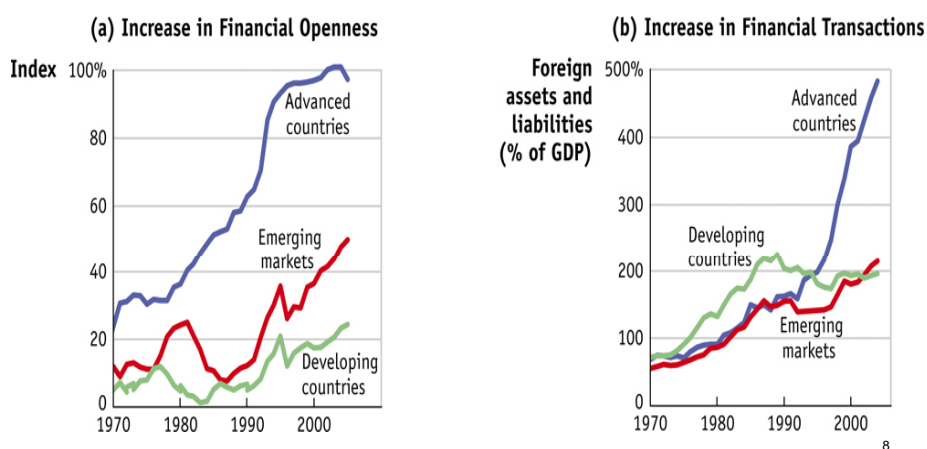 (a) Increase in Financial Openness
Index
100%
80
60
40
20
0
1970
1980
1990
2000
Advanced
countries
Emerging
markets
Developing
countries
(b) Increase in Financial Transactions
Foreign
assets and
liabilities
(% of GDP)
500%
400
300
200
100
0
1970
1980
1990
2000
Advanced
countries
Developing
countries
Emerging
markets
8